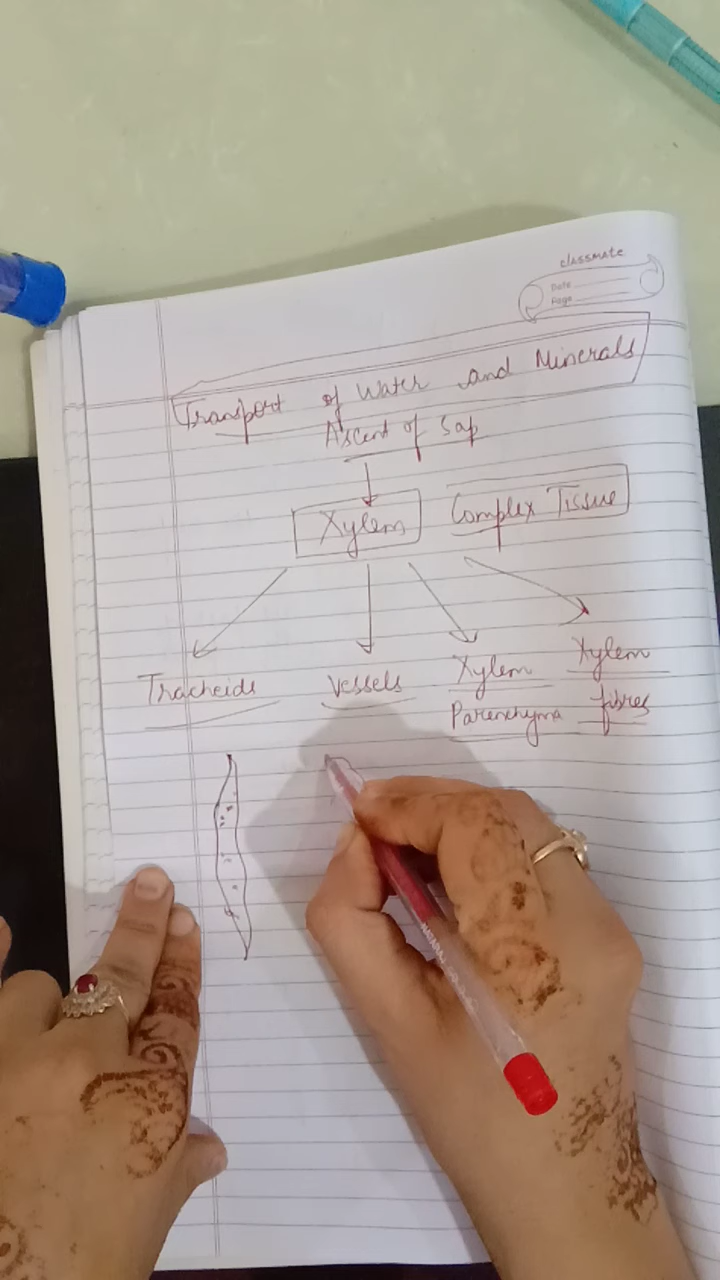 classmate
Date
Page
Transport of Water and Minerals
Ascent of Sap
Xylem Complex Tissue
Tracheids Vessels Xylem Parenchyma Xylem fibres
NATARAJ